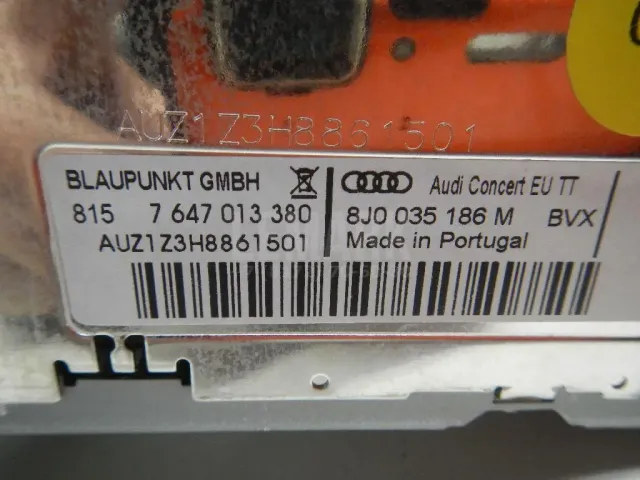 AUZ1Z3H8861501
BLAUPUNKT GMBH
815 7 647 013 380
AUZ1Z3H8861501
Audi Concert EU TT
8J0 035 186 M BVX
Made in Portugal